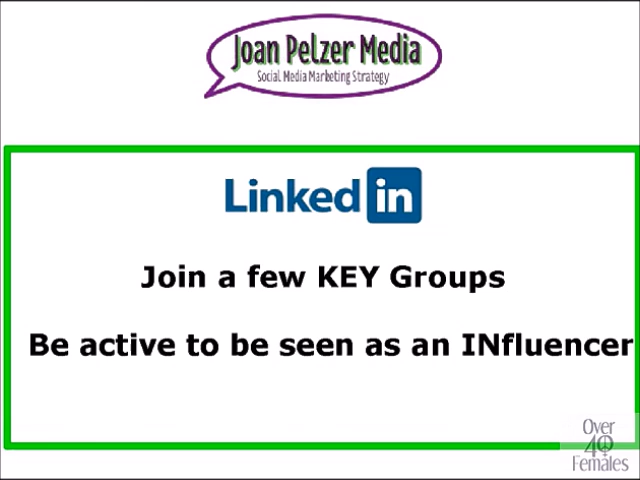 Joan Pelzer Media
Social Media Marketing Strategy
Linked in
Join a few KEY Groups
Be active to be seen as an INfluencer
Over
40
Females